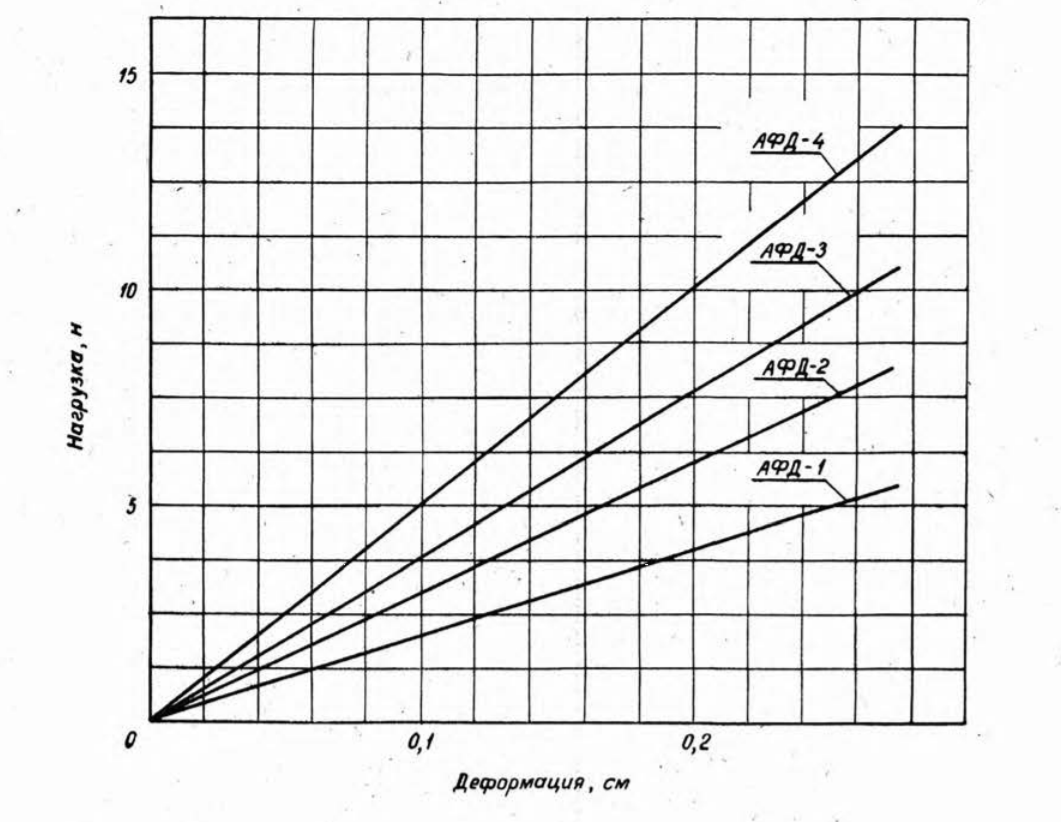 15
АФД-4
АФД-3
10
Нагрузка, н
АФД-2
АФД-1
5
0
0,1
0,2
Деформация, см